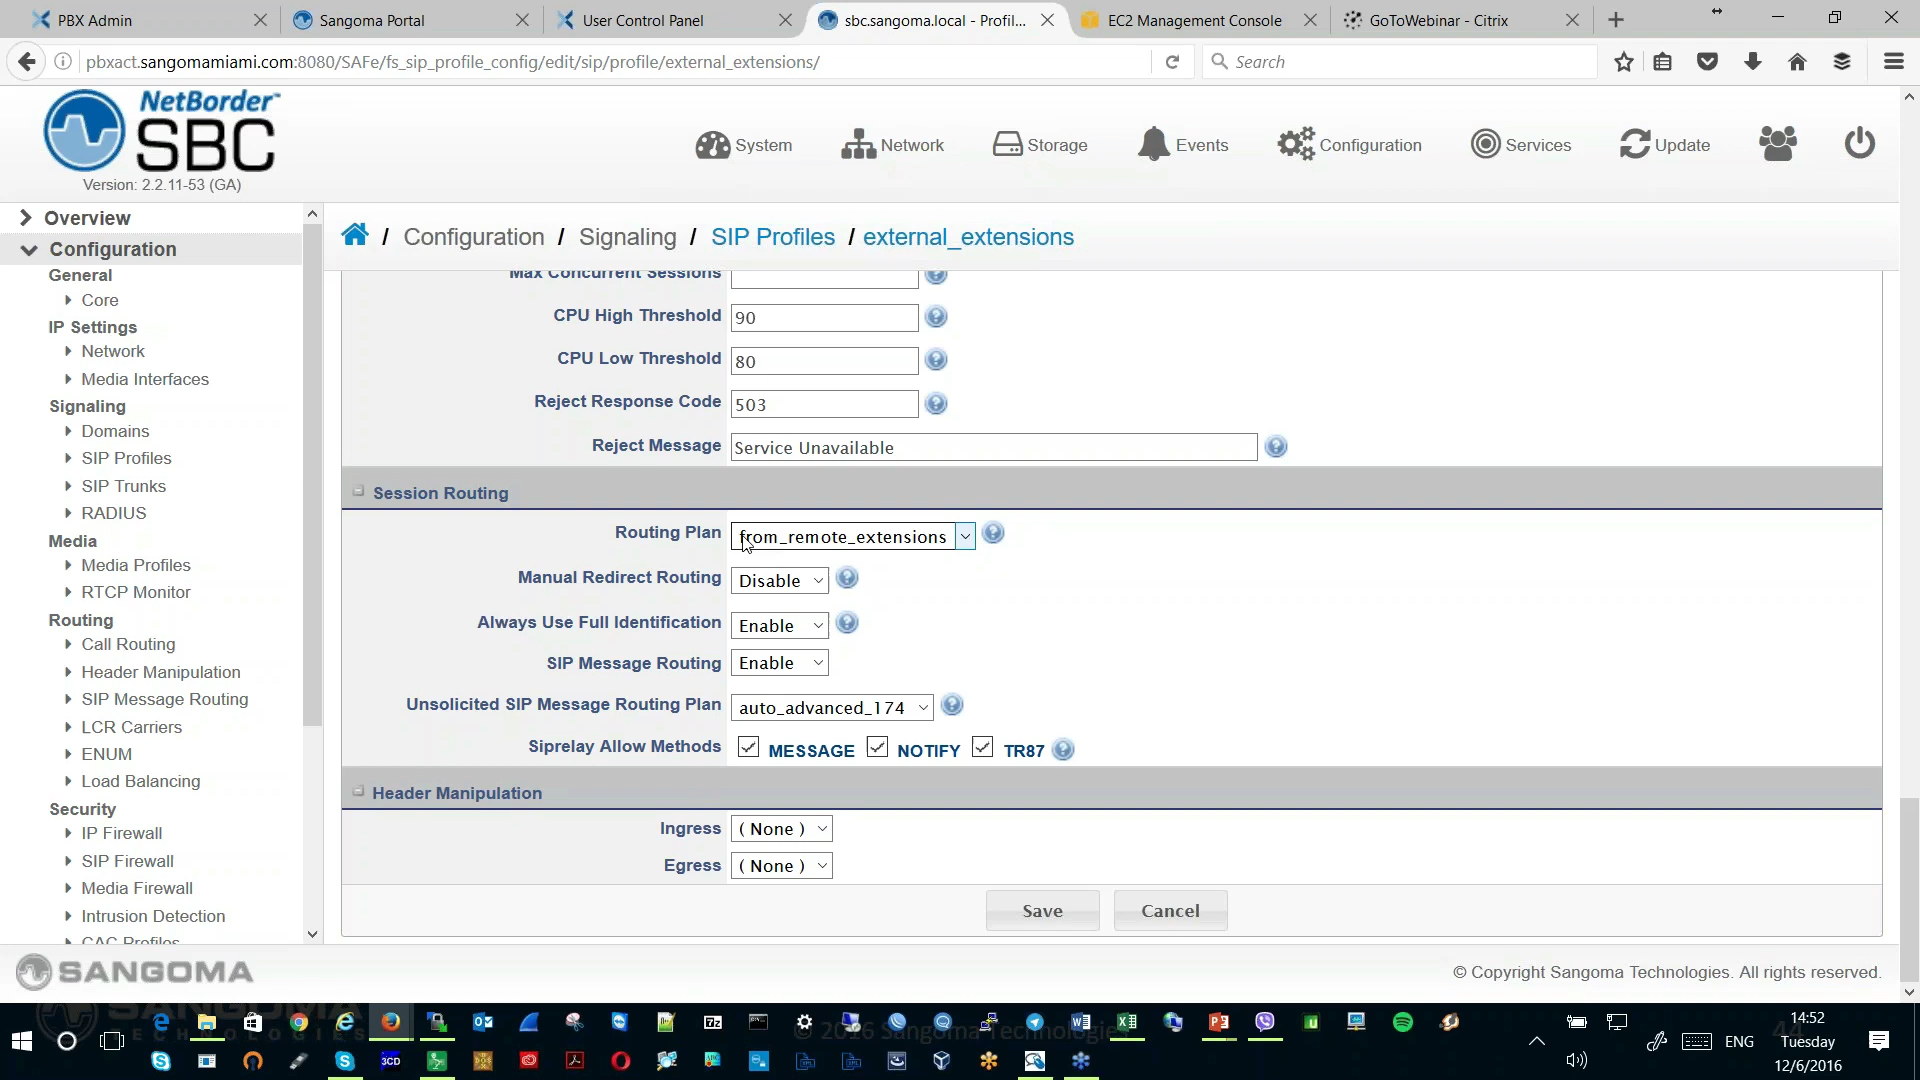 PBX Admin
Sangoma Portal
User Control Panel
sbc.sangoma.local - Profil...
EC2 Management Console
GoToWebinar - Citrix
pbxact.sangomamiami.com:8080/SAFe/fs_sip_profile_config/edit/sip/profile/external_extensions/
Search
NetBorder™
SBC
Version: 2.2.11-53 (GA)
System
Network
Storage
Events
Configuration
Services
Update
Overview
Configuration
General
Core
IP Settings
Network
Media Interfaces
Signaling
Domains
SIP Profiles
SIP Trunks
RADIUS
Media
Media Profiles
RTCP Monitor
Routing
Call Routing
Header Manipulation
SIP Message Routing
LCR Carriers
ENUM
Load Balancing
Security
IP Firewall
SIP Firewall
Media Firewall
Intrusion Detection
CAC Profiles
/ Configuration / Signaling / SIP Profiles / external_extensions
Max Concurrent Sessions
CPU High Threshold 90
CPU Low Threshold 80
Reject Response Code 503
Reject Message Service Unavailable
Session Routing
Routing Plan from_remote_extensions
Manual Redirect Routing Disable
Always Use Full Identification Enable
SIP Message Routing Enable
Unsolicited SIP Message Routing Plan auto_advanced_174
Siprelay Allow Methods MESSAGE NOTIFY TR87
Header Manipulation
Ingress ( None )
Egress ( None )
Save
Cancel
SANGOMA
© Copyright Sangoma Technologies. All rights reserved.
© 2016 Sangoma Technologies
44
ENG
14:52
Tuesday
12/6/2016